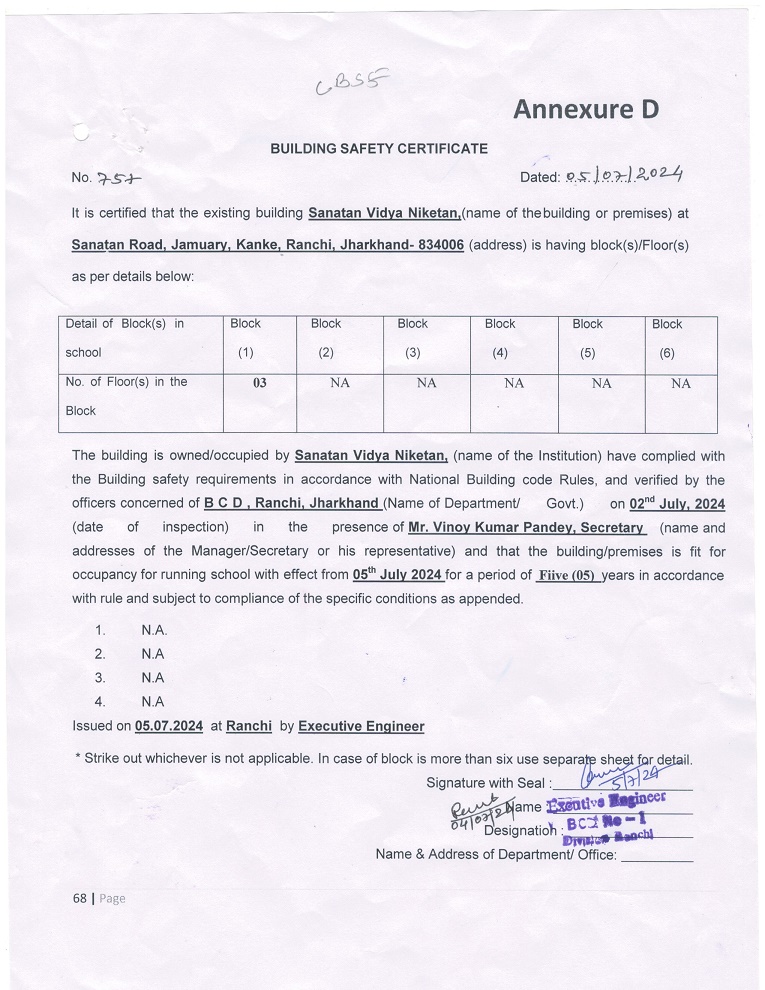 CBSE
Annexure D
BUILDING SAFETY CERTIFICATE
No. 757 Dated: 05/07/2024
It is certified that the existing building Sanatan Vidya Niketan,(name of thebuilding or premises) at
Sanatan Road, Jamuary, Kanke, Ranchi, Jharkhand- 834006 (address) is having block(s)/Floor(s)
as per details below:
Detail of Block(s) in school Block (1) Block (2) Block (3) Block (4) Block (5) Block (6)
No. of Floor(s) in the Block 03 NA NA NA NA NA
The building is owned/occupied by Sanatan Vidya Niketan, (name of the Institution) have complied with
the Building safety requirements in accordance with National Building code Rules, and verified by the
officers concerned of B C D , Ranchi, Jharkhand (Name of Department/ Govt.) on 02nd July, 2024
(date of inspection) in the presence of Mr. Vinoy Kumar Pandey, Secretary (name and
addresses of the Manager/Secretary or his representative) and that the building/premises is fit for
occupancy for running school with effect from 05th July 2024 for a period of Fiive (05) years in accordance
with rule and subject to compliance of the specific conditions as appended.
1. N.A.
2. N.A
3. N.A
4. N.A
Issued on 05.07.2024 at Ranchi by Executive Engineer
* Strike out whichever is not applicable. In case of block is more than six use separate sheet for detail.
Signature with Seal : 5/7/24
Name Executive Engineer
04/07/24 Designation : BCD No - 1
Division Ranchi
Name & Address of Department/ Office:
68 | Page